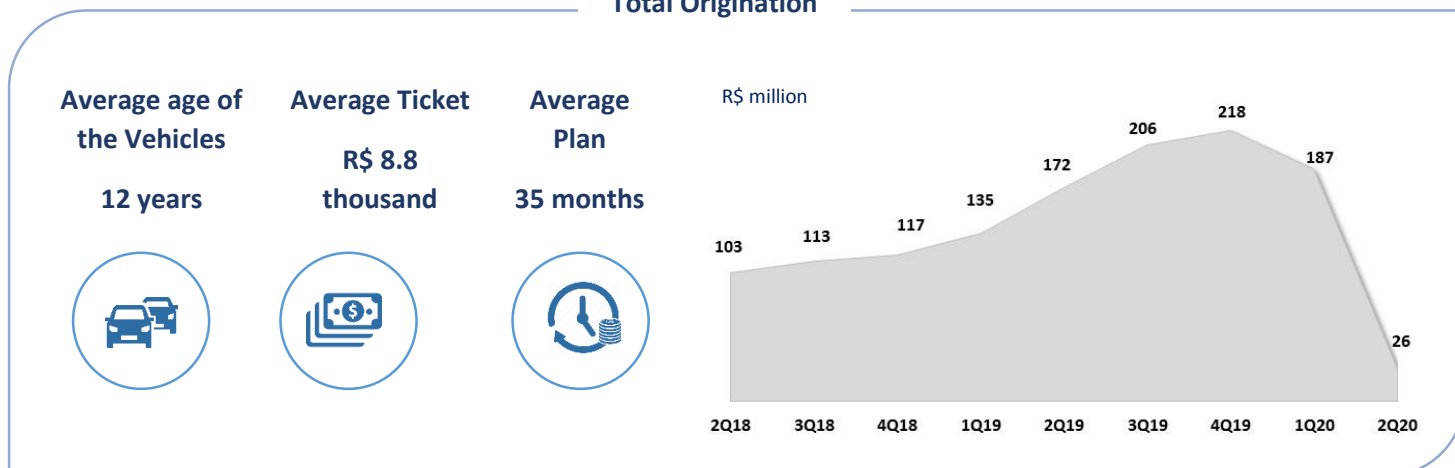 Total Origination
Average age of
the Vehicles
12 years
Average Ticket
R$ 8.8
thousand
Average
Plan
35 months
R$ million
103
113
117
135
172
206
218
187
26
2Q18
3Q18
4Q18
1Q19
2Q19
3Q19
4Q19
1Q20
2Q20